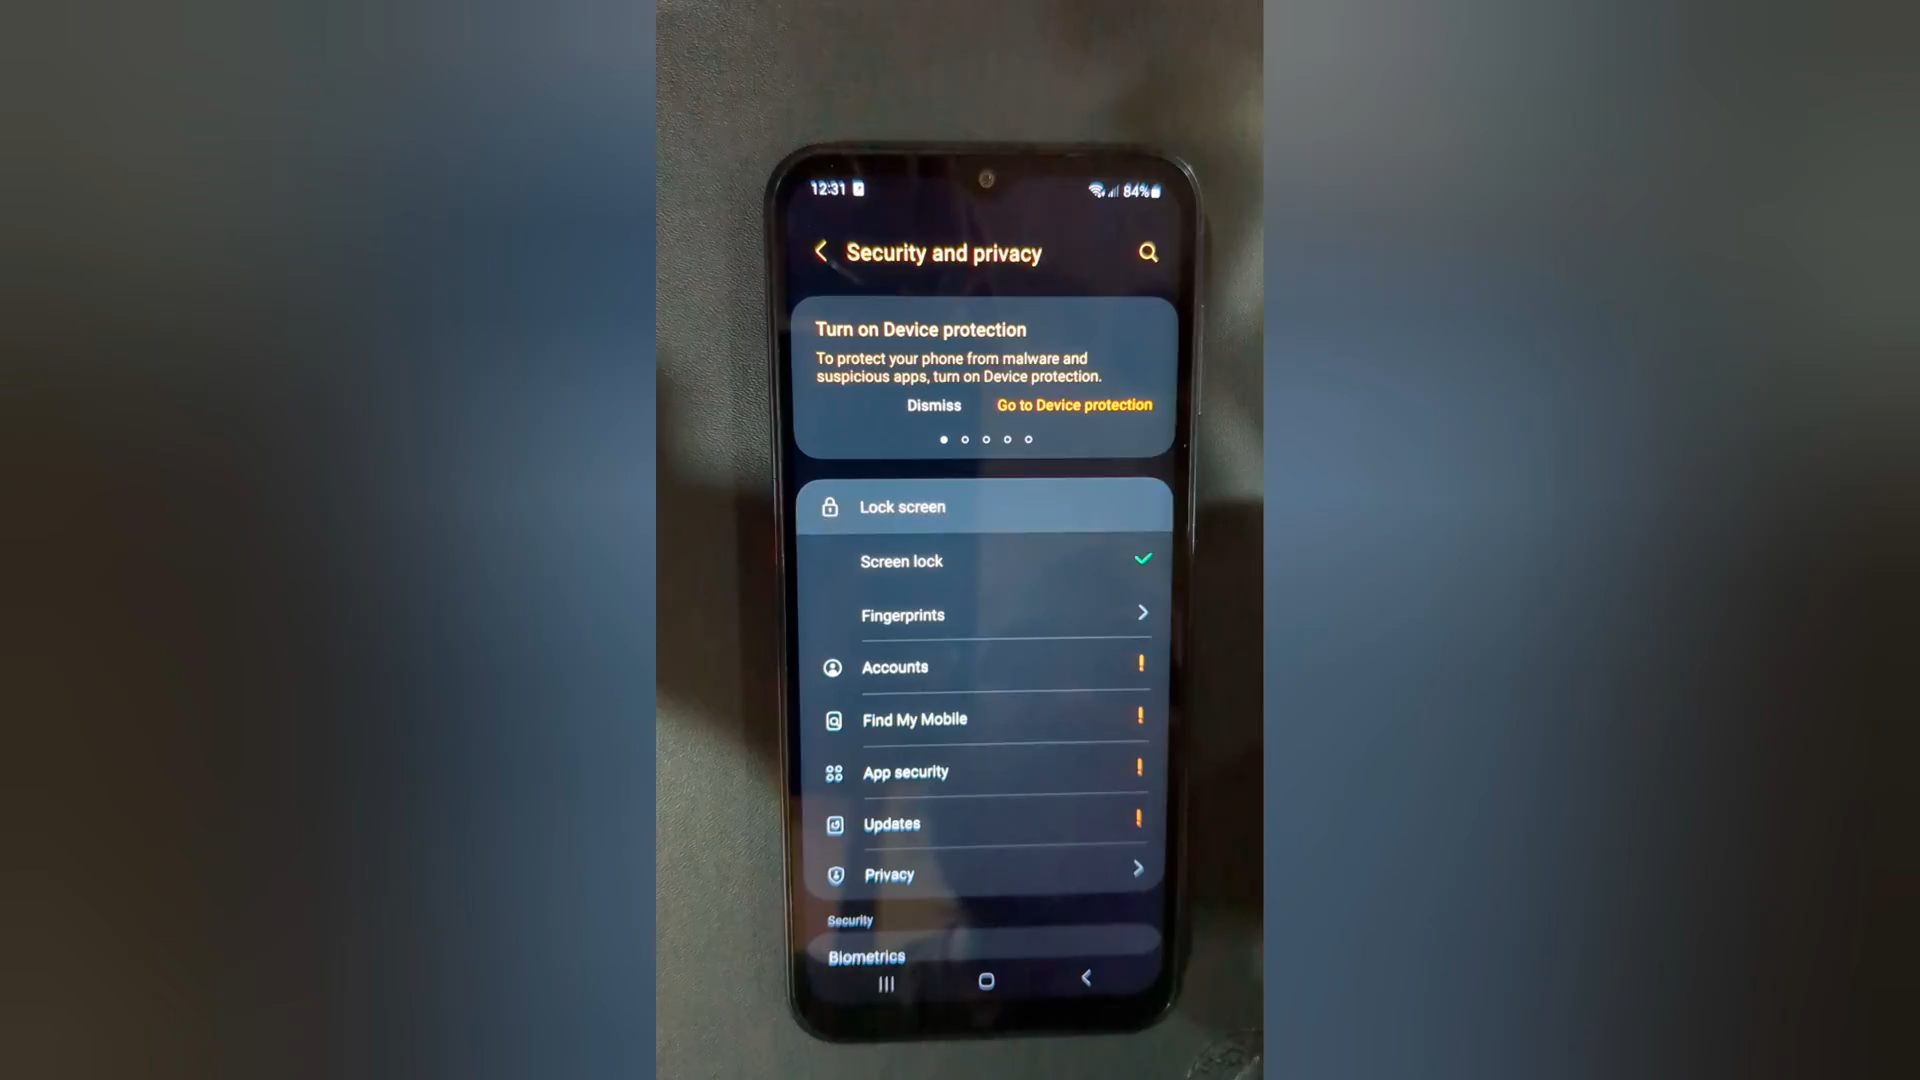 12:31
84%
Security and privacy
Turn on Device protection
To protect your phone from malware and
suspicious apps, turn on Device protection.
Dismiss Go to Device protection
Lock screen
Screen lock
Fingerprints
Accounts
Find My Mobile
App security
Updates
Privacy
Security
Biometrics